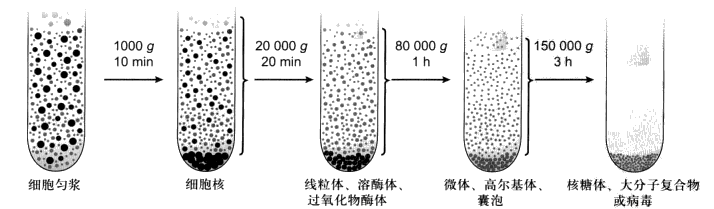 1000 g
10 min
20 000 g
20 min
80 000 g
1 h
150 000 g
3 h
细胞匀浆
细胞核
线粒体、溶酶体、
过氧化物酶体
微体、高尔基体、
囊泡
核糖体、大分子复合物
或病毒